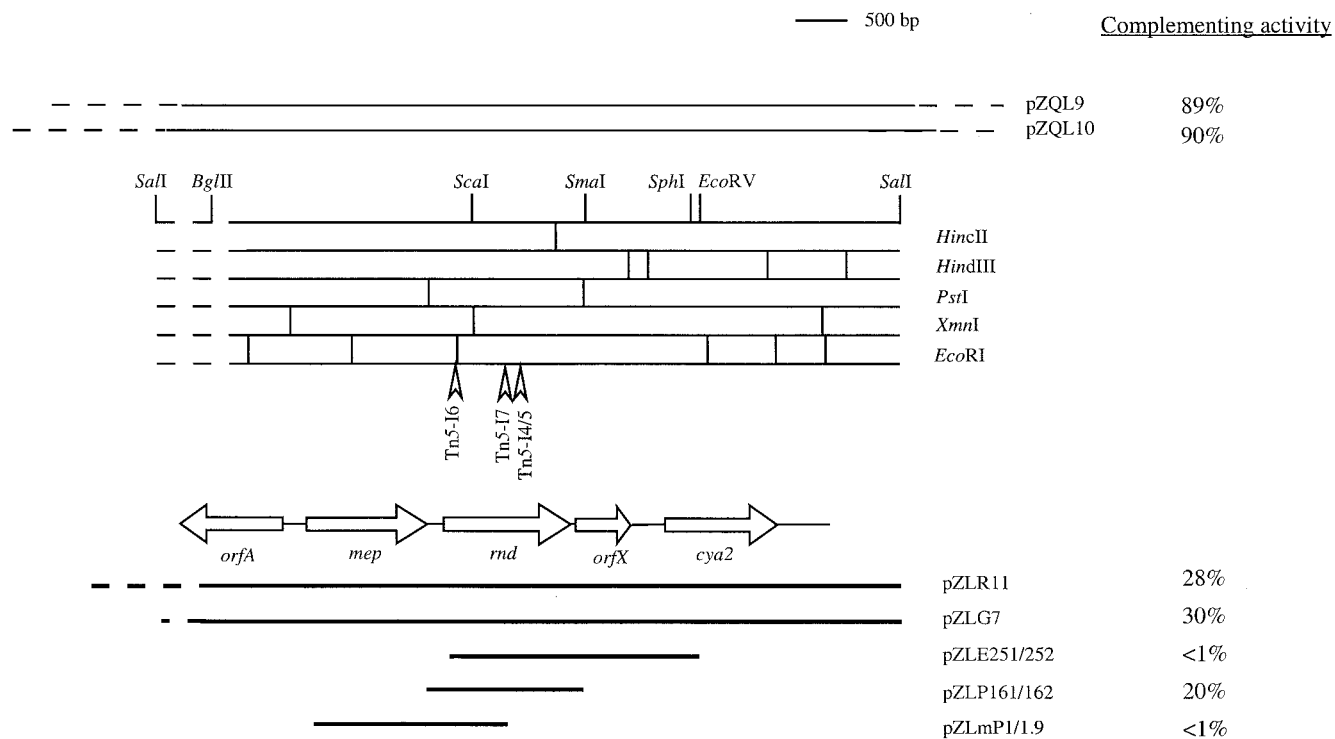 500 bp
Complementing activity
pZQL9 89%
pZQL10 90%
SalI BglII ScaI SmaI SphI EcoRV SalI
HincII
HindIII
PstI
XmnI
EcoRI
Tn5-I6
Tn5-I7
Tn5-I4/5
orfA mep rnd orfX cya2
pZLR11 28%
pZLG7 30%
pZLE251/252 <1%
pZLP161/162 20%
pZLmP1/1.9 <1%